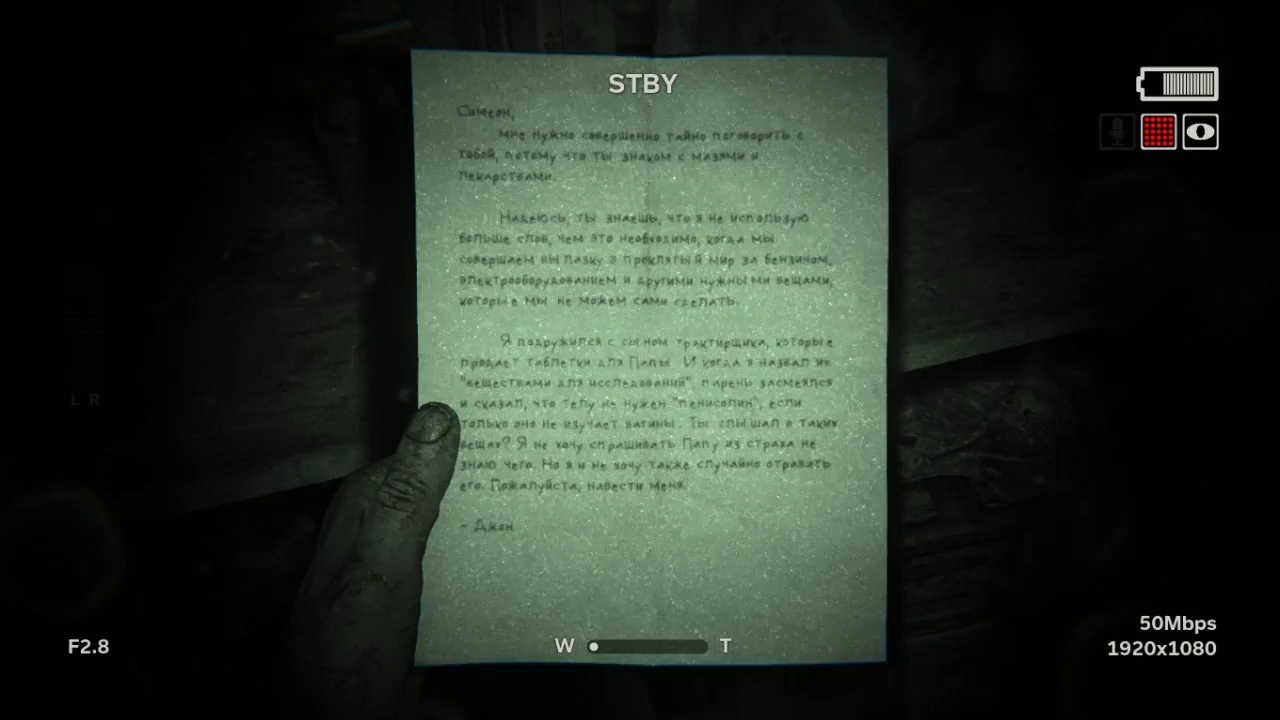 STBY
Симеон,
мне нужно совершенно тайно поговорить с
тобой, потому что ты знаком с мазями и
лекарствами.
Надеюсь, ты знаешь, что я не использую
больше слов, чем это необходимо, когда мы
совершаем вылазку в проклятый мир за бензином,
электрооборудованием и другими нужными вещами,
которые мы не можем сами сделать.
Я подружился с сыном трактирщика, которые
продает таблетки для Папы. И когда я назвал их
"веществами для исследований", парень засмеялся
и сказал, что телу не нужен "пенисолин", если
только оно не изучает вагины. Ты слышал о таких
вещах? Я не хочу спрашивать Папу из страха не
знаю чего. Но я и не хочу также случайно отравить
его. Пожалуйста, навести меня.
- Джон
L R
F2.8
W T
50Mbps
1920x1080